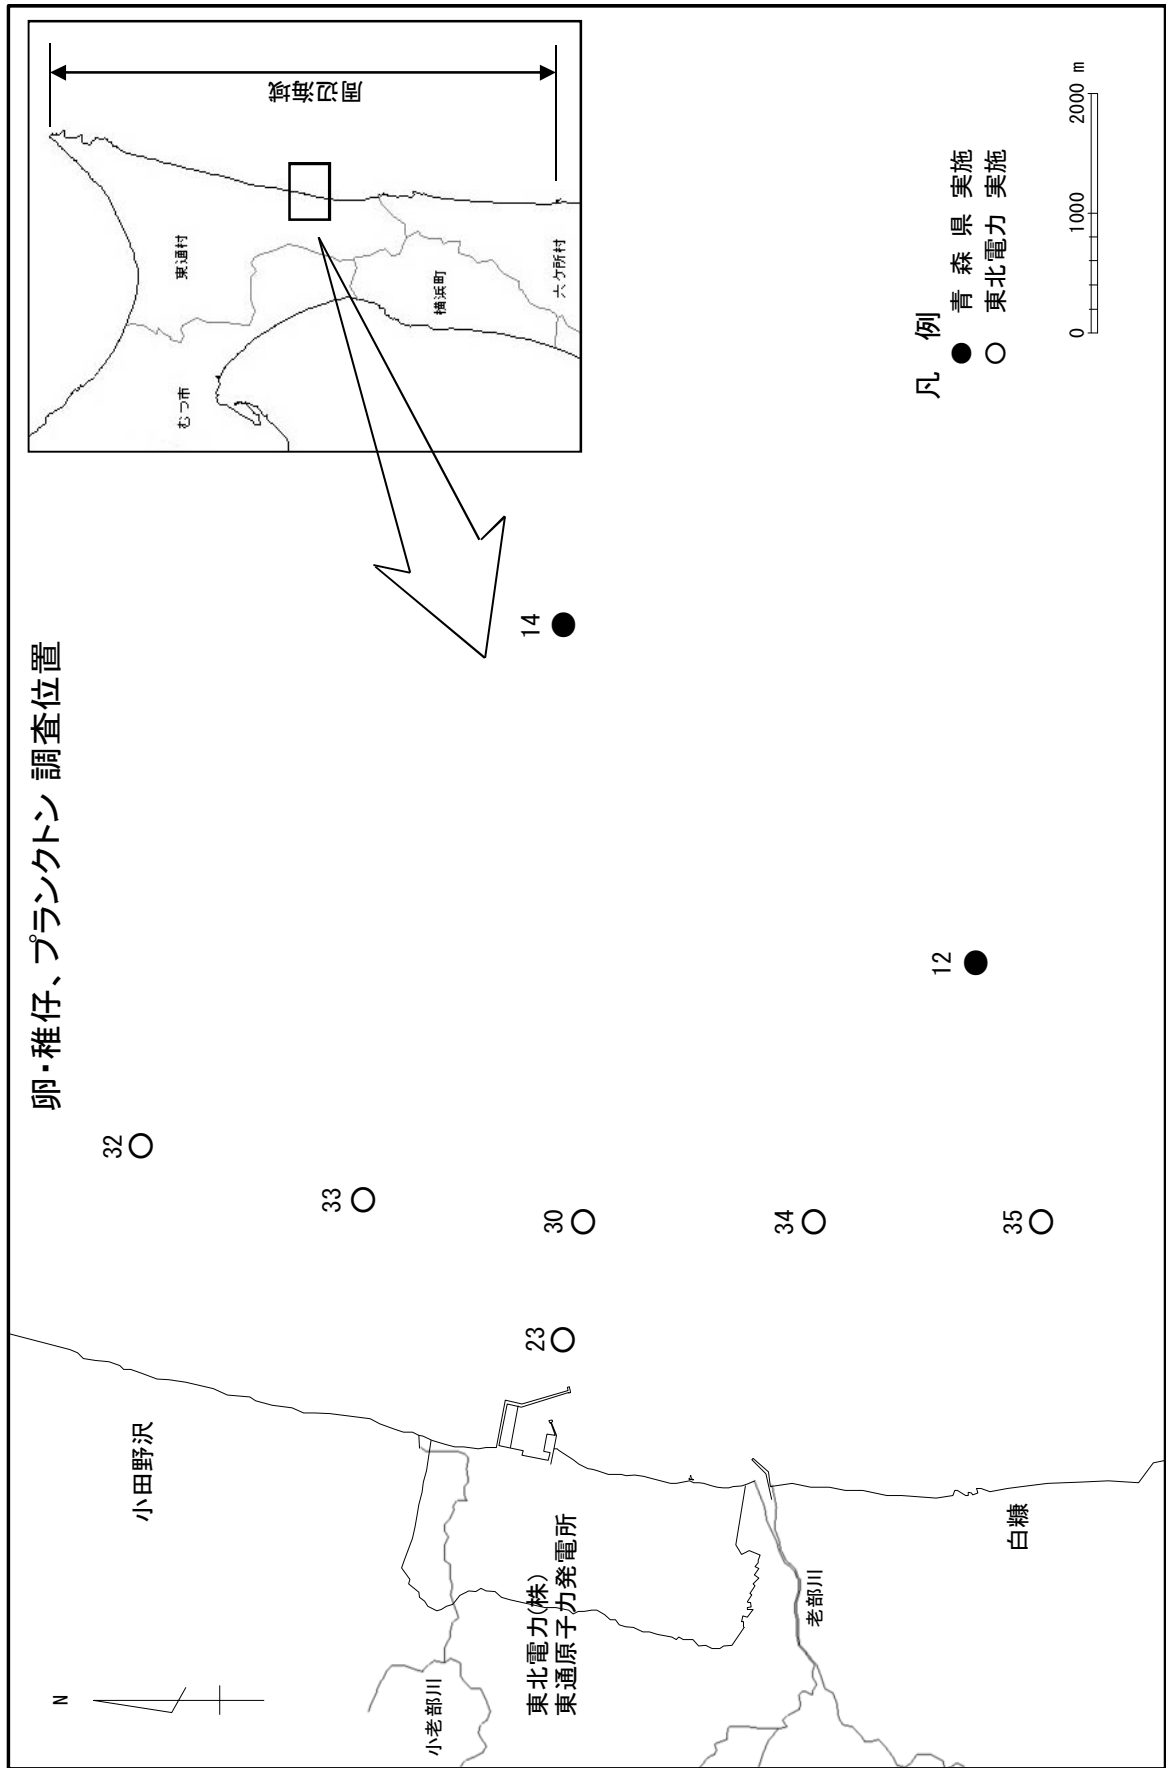 卵・稚仔、プランクトン 調査位置
N
小田野沢
小老部川
東北電力(株)
東通原子力発電所
老部川
白糠
32
33
30
23
34
35
12
14
むつ市
東通村
横浜町
六ケ所村
周辺海域
凡 例
● 青 森 県 実施
○ 東北電力 実施
0 1000 2000 m